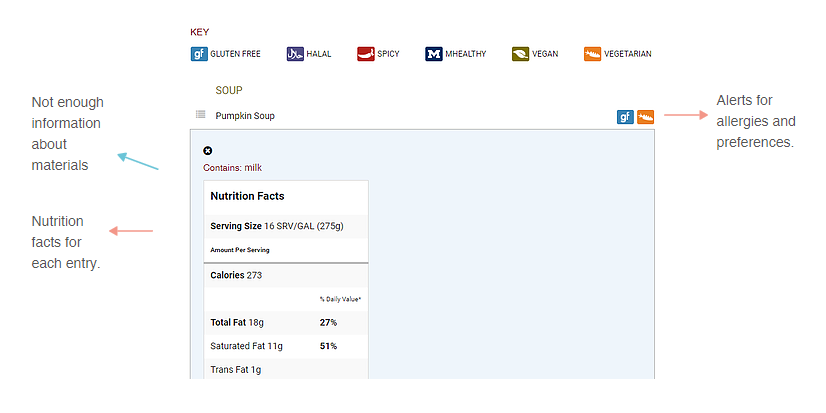 KEY
gf GLUTEN FREE HALAL SPICY M MHEALTHY VEGAN VEGETARIAN
SOUP
Pumpkin Soup gf
Not enough
information
about
materials
Alerts for
allergies and
preferences.
Contains: milk
Nutrition Facts
Serving Size 16 SRV/GAL (275g)
Amount Per Serving
Calories 273
% Daily Value*
Total Fat 18g 27%
Saturated Fat 11g 51%
Trans Fat 1g
Nutrition
facts for
each entry.